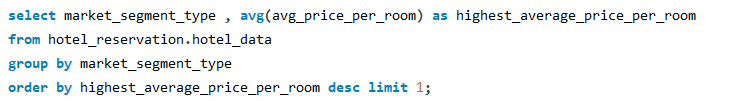 select market_segment_type , avg(avg_price_per_room) as highest_average_price_per_room
from hotel_reservation.hotel_data
group by market_segment_type
order by highest_average_price_per_room desc limit 1;